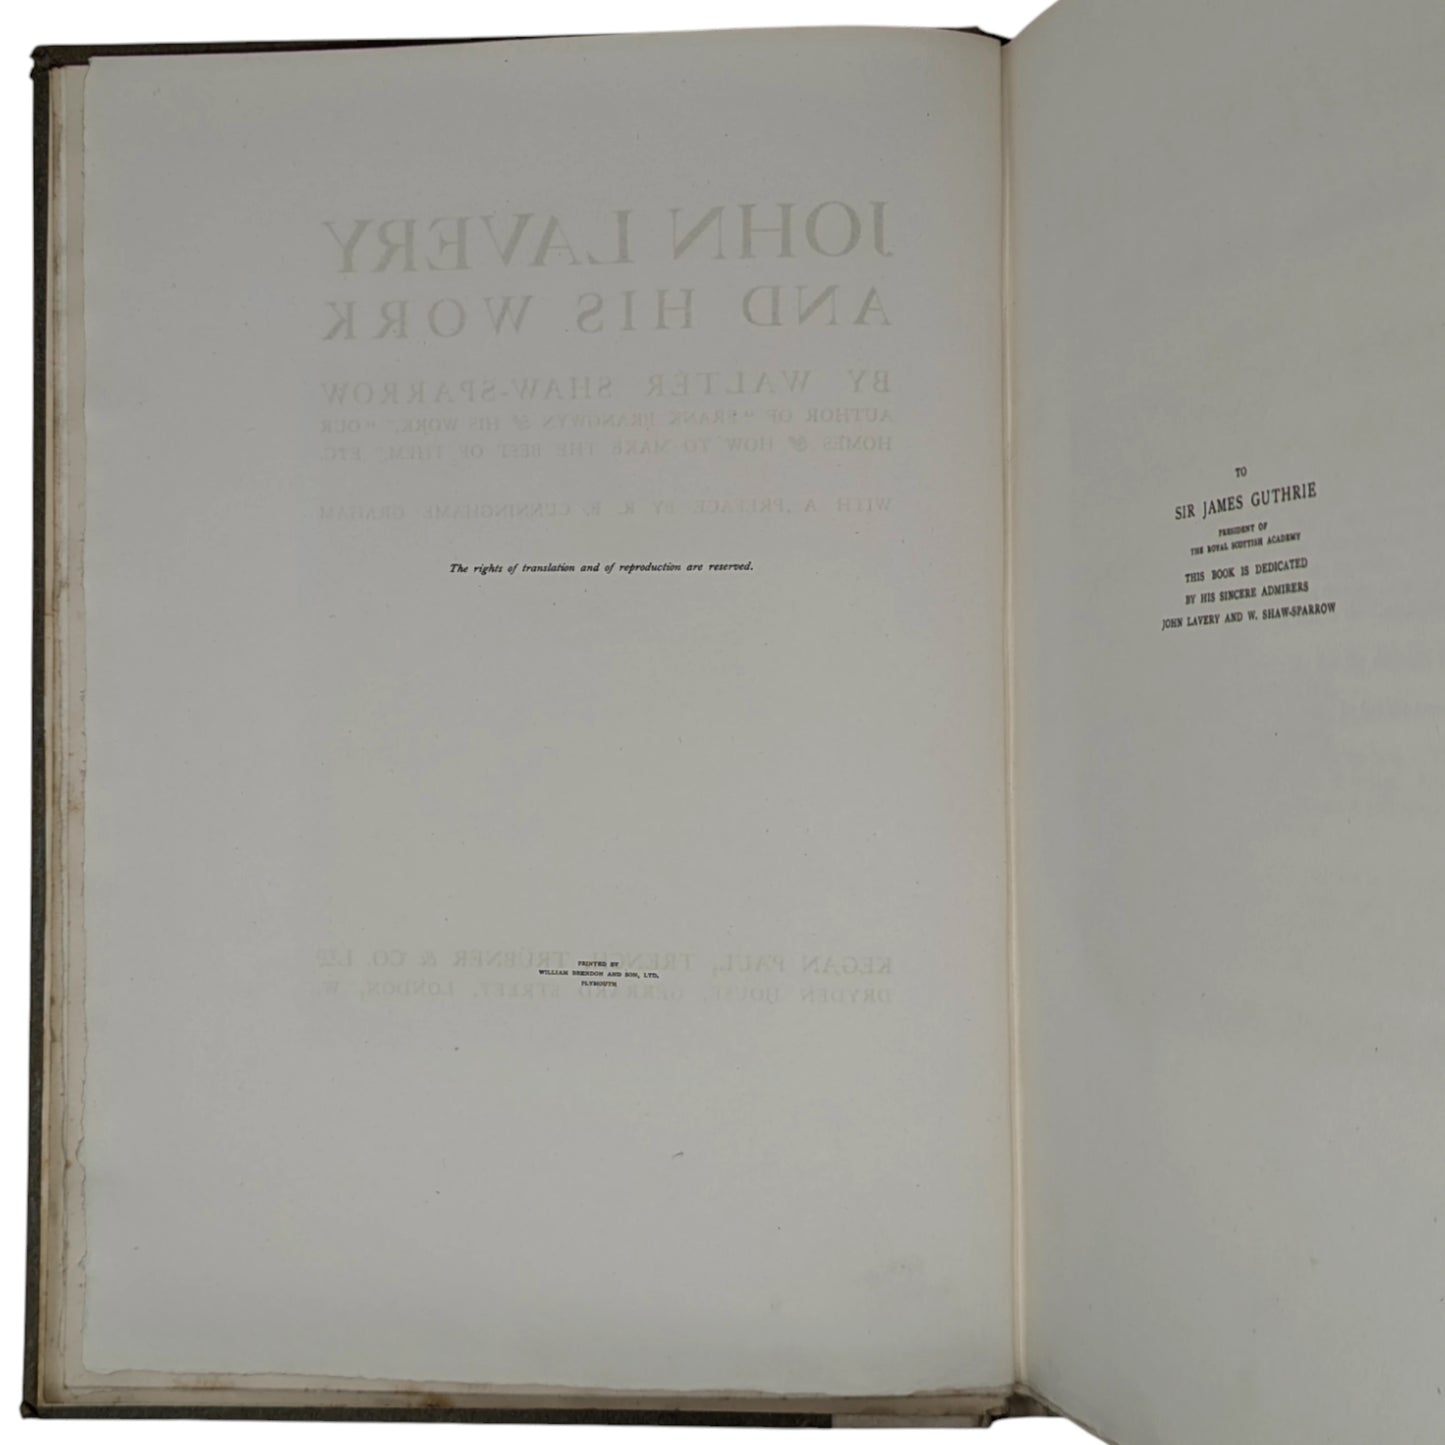 JOHN LAVERY
AND HIS WORK
BY WALTER SHAW-SPARROW
AUTHOR OF "FRANK BRANGWYN & HIS WORK," "OUR
HOMES & HOW TO MAKE THE BEST OF THEM," ETC.
WITH A PREFACE BY R. B. CUNNINGHAME GRAHAM
The rights of translation and of reproduction are reserved.
KEGAN PAUL, TRENCH, TRÜBNER & CO. LTD
DRYDEN HOUSE, GERRARD STREET, LONDON, W.
PRINTED BY
WILLIAM BRENDON AND SON, LTD.
PLYMOUTH
TO
SIR JAMES GUTHRIE
PRESIDENT OF
THE ROYAL SCOTTISH ACADEMY
THIS BOOK IS DEDICATED
BY HIS SINCERE ADMIRERS
JOHN LAVERY AND W. SHAW-SPARROW